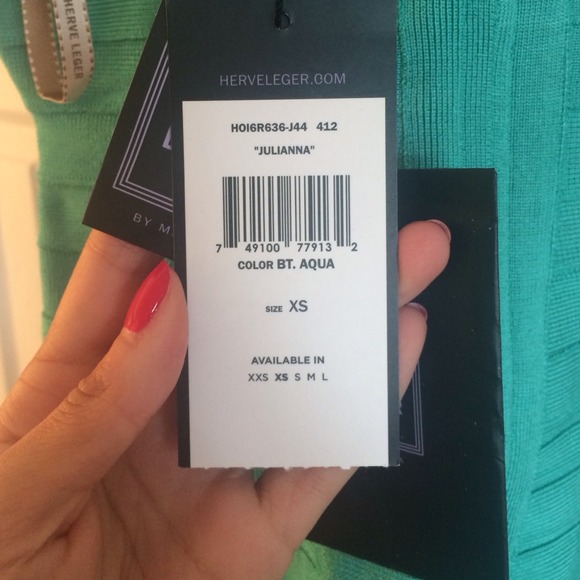 HERVE LEGER
HERVELEGER.COM
HOI6R636-J44 412
"JULIANNA"
7 49100 77913 2
COLOR BT. AQUA
SIZE XS
AVAILABLE IN
XXS XS S M L
BY M